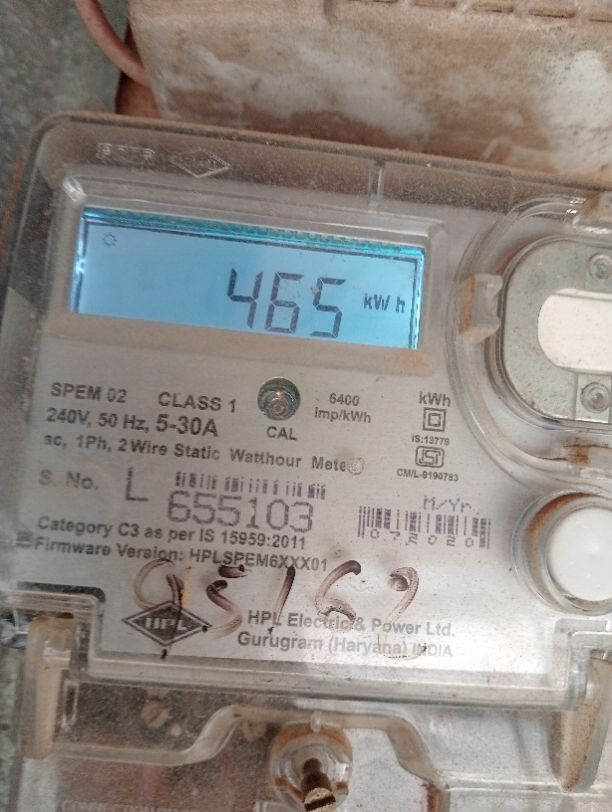 465 kWh
SPEM 02 CLASS 1
240V, 50 Hz, 5-30A
CAL
6400
imp/kWh
kWh
IS:13779
CM/L-9190783
ac, 1Ph, 2 Wire Static Watthour Meter
S. No. L 655103
M/Yr.
072020
Category C3 as per IS 15959:2011
Firmware Version: HPLSPEM6XXX01
HPL
HPL Electric & Power Ltd.
Gurugram (Haryana) INDIA